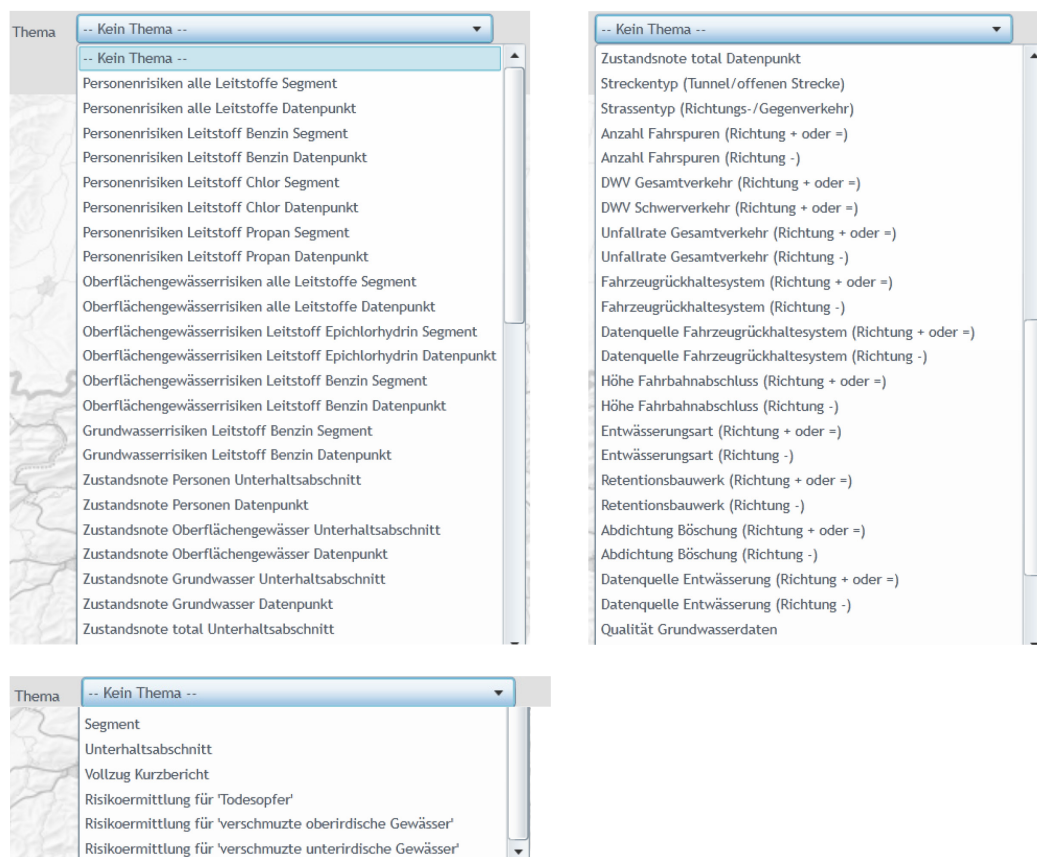 Thema
-- Kein Thema --
-- Kein Thema --
Personenrisiken alle Leitstoffe Segment
Personenrisiken alle Leitstoffe Datenpunkt
Personenrisiken Leitstoff Benzin Segment
Personenrisiken Leitstoff Benzin Datenpunkt
Personenrisiken Leitstoff Chlor Segment
Personenrisiken Leitstoff Chlor Datenpunkt
Personenrisiken Leitstoff Propan Segment
Personenrisiken Leitstoff Propan Datenpunkt
Oberflächengewässerrisiken alle Leitstoffe Segment
Oberflächengewässerrisiken alle Leitstoffe Datenpunkt
Oberflächengewässerrisiken Leitstoff Epichlorhydrin Segment
Oberflächengewässerrisiken Leitstoff Epichlorhydrin Datenpunkt
Oberflächengewässerrisiken Leitstoff Benzin Segment
Oberflächengewässerrisiken Leitstoff Benzin Datenpunkt
Grundwasserrisiken Leitstoff Benzin Segment
Grundwasserrisiken Leitstoff Benzin Datenpunkt
Zustandsnote Personen Unterhaltsabschnitt
Zustandsnote Personen Datenpunkt
Zustandsnote Oberflächengewässer Unterhaltsabschnitt
Zustandsnote Oberflächengewässer Datenpunkt
Zustandsnote Grundwasser Unterhaltsabschnitt
Zustandsnote Grundwasser Datenpunkt
Zustandsnote total Unterhaltsabschnitt
-- Kein Thema --
Zustandsnote total Datenpunkt
Streckentyp (Tunnel/offenen Strecke)
Strassentyp (Richtungs-/Gegenverkehr)
Anzahl Fahrspuren (Richtung + oder =)
Anzahl Fahrspuren (Richtung -)
DWV Gesamtverkehr (Richtung + oder =)
DWV Schwerverkehr (Richtung + oder =)
Unfallrate Gesamtverkehr (Richtung + oder =)
Unfallrate Gesamtverkehr (Richtung -)
Fahrzeugrückhaltesystem (Richtung + oder =)
Fahrzeugrückhaltesystem (Richtung -)
Datenquelle Fahrzeugrückhaltesystem (Richtung + oder =)
Datenquelle Fahrzeugrückhaltesystem (Richtung -)
Höhe Fahrbahnabschluss (Richtung + oder =)
Höhe Fahrbahnabschluss (Richtung -)
Entwässerungsart (Richtung + oder =)
Entwässerungsart (Richtung -)
Retentionsbauwerk (Richtung + oder =)
Retentionsbauwerk (Richtung -)
Abdichtung Böschung (Richtung + oder =)
Abdichtung Böschung (Richtung -)
Datenquelle Entwässerung (Richtung + oder =)
Datenquelle Entwässerung (Richtung -)
Qualität Grundwasserdaten
Thema
-- Kein Thema --
Segment
Unterhaltsabschnitt
Vollzug Kurzbericht
Risikoermittlung für 'Todesopfer'
Risikoermittlung für 'verschmuzte oberirdische Gewässer'
Risikoermittlung für 'verschmuzte unterirdische Gewässer'